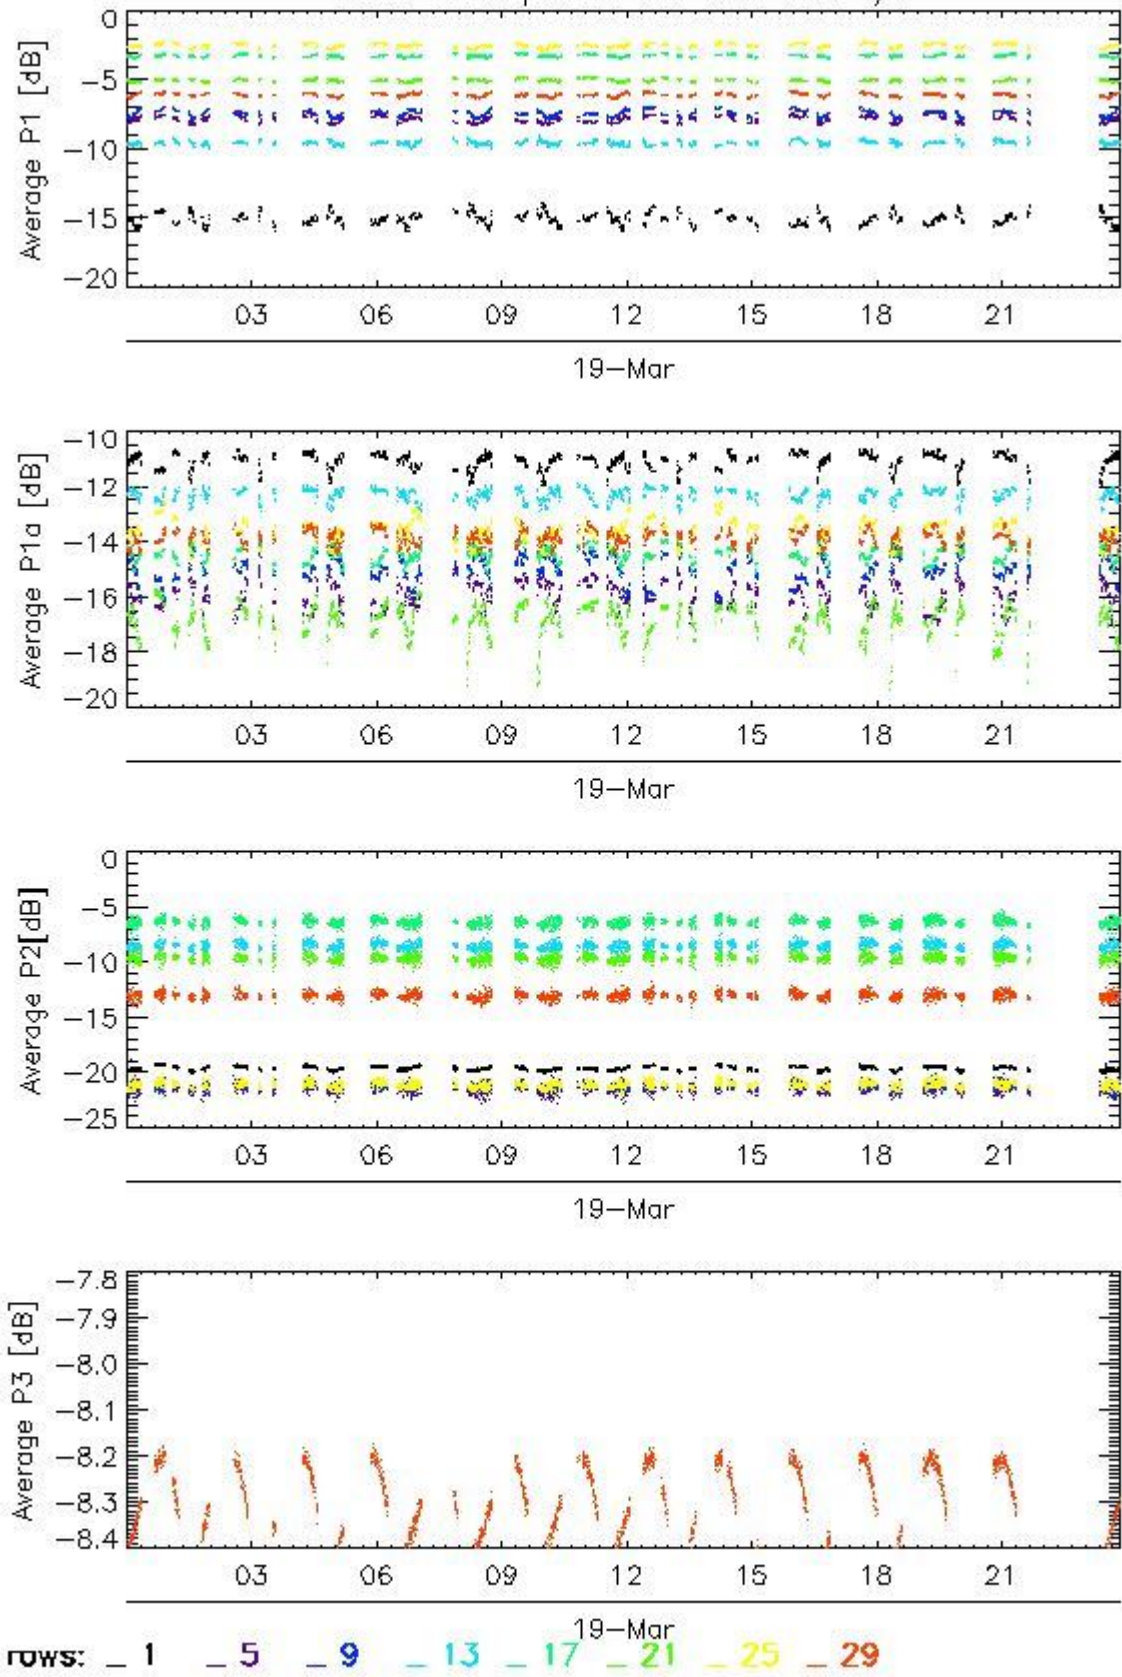 Average P1 [dB]
0
−5
−10
−15
−20
03 06 09 12 15 18 21
19−Mar
Average P1a [dB]
−10
−12
−14
−16
−18
−20
03 06 09 12 15 18 21
19−Mar
Average P2[dB]
0
−5
−10
−15
−20
−25
03 06 09 12 15 18 21
19−Mar
Average P3 [dB]
−7.8
−7.9
−8.0
−8.1
−8.2
−8.3
−8.4
03 06 09 12 15 18 21
19−Mar
rows: _ 1 _ 5 _ 9 _ 13 _ 17 _ 21 _ 25 _ 29